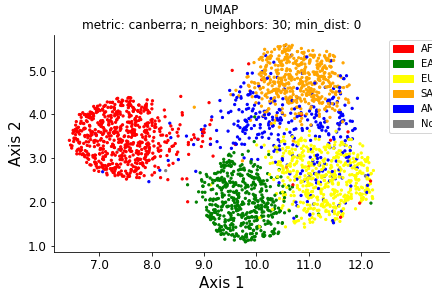 UMAP
metric: canberra; n_neighbors: 30; min_dist: 0
AF
EA
EU
SA
AM
No
5.0
4.0
3.0
2.0
1.0
Axis 2
7.0 8.0 9.0 10.0 11.0 12.0
Axis 1